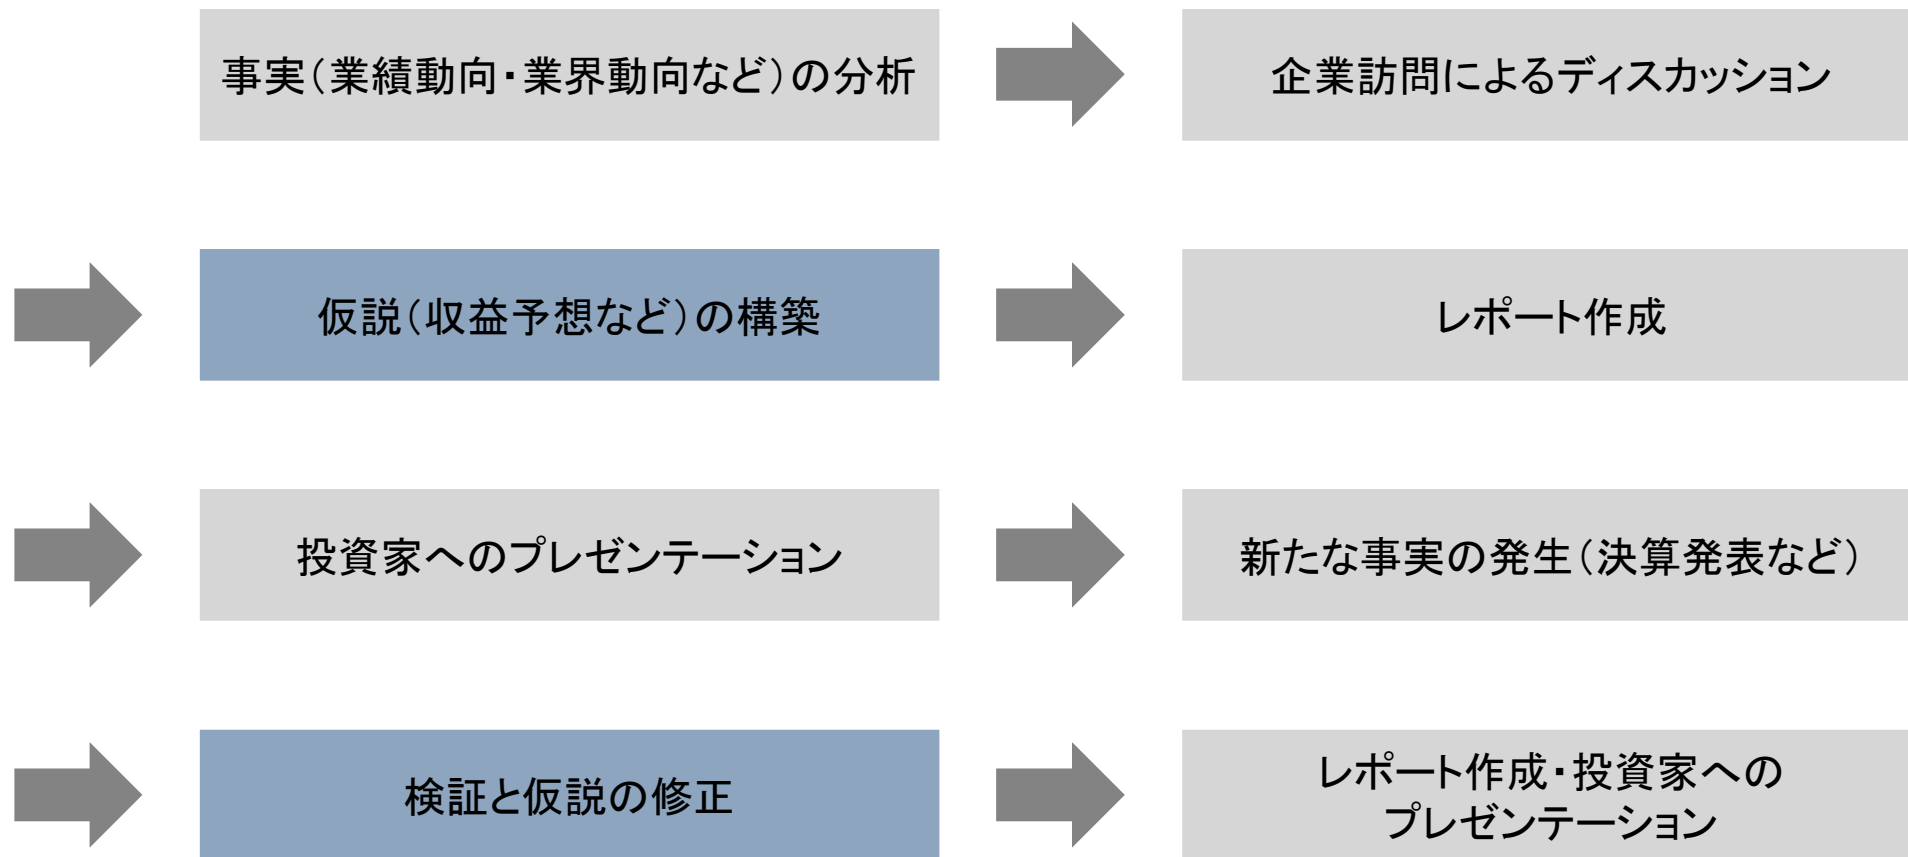 事実（業績動向・業界動向など）の分析
企業訪問によるディスカッション
仮説（収益予想など）の構築
レポート作成
投資家へのプレゼンテーション
新たな事実の発生（決算発表など）
検証と仮説の修正
レポート作成・投資家への
プレゼンテーション